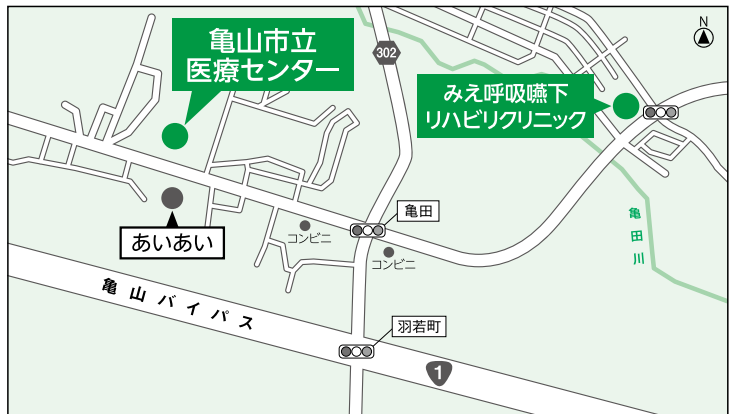 亀山市立
医療センター
302
N
みえ呼吸嚥下
リハビリクリニック
亀田
あいあい
コンビニ
コンビニ
亀田川
亀山バイパス
羽若町
1